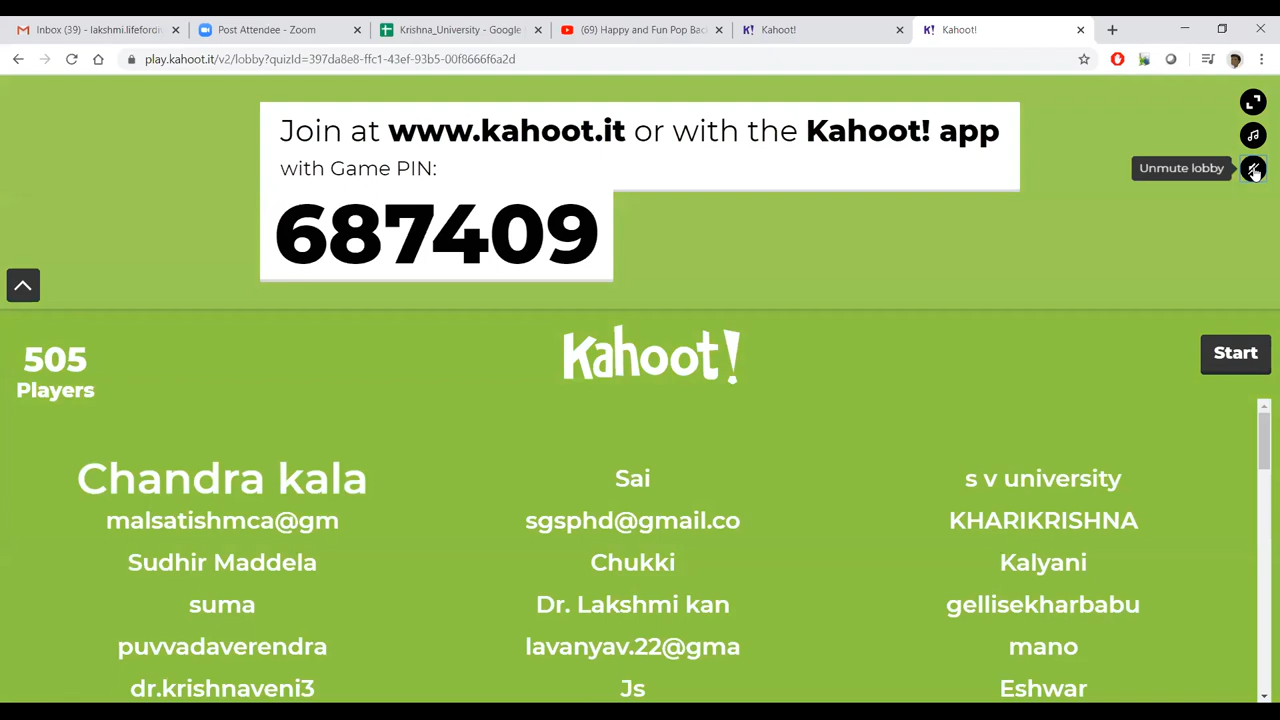 Inbox (39) - lakshmi.lifefordi
Post Attendee - Zoom
Krishna_University - Google
(69) Happy and Fun Pop Bac
Kahoot!
Kahoot!
play.kahoot.it/v2/lobby?quizId=397da8e8-ffc1-43ef-93b5-00f8666f6a2d
Join at www.kahoot.it or with the Kahoot! app
with Game PIN:
687409
Unmute lobby
505
Players
Kahoot!
Start
Chandra kala
Sai
s v university
malsatishmca@gm
sgsphd@gmail.co
KHARIKRISHNA
Sudhir Maddela
Chukki
Kalyani
suma
Dr. Lakshmi kan
gellisekharbabu
puvvadaverendra
lavanyav.22@gma
mano
dr.krishnaveni3
Js
Eshwar